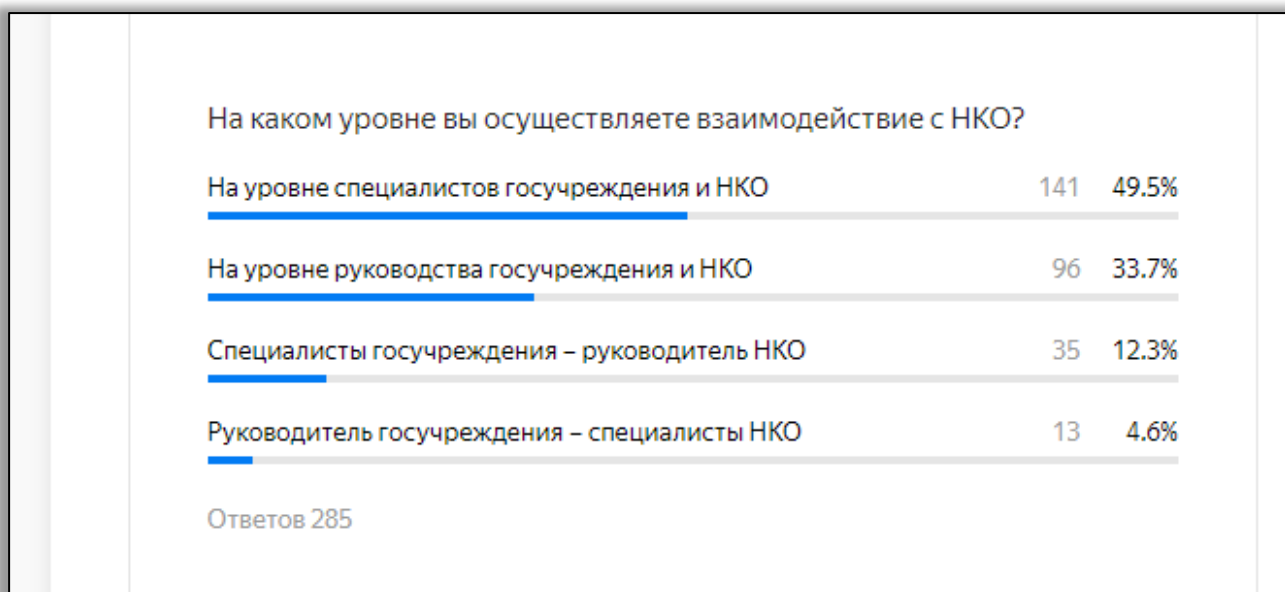 На каком уровне вы осуществляете взаимодействие с НКО?
На уровне специалистов госучреждения и НКО 141 49.5%
На уровне руководства госучреждения и НКО 96 33.7%
Специалисты госучреждения – руководитель НКО 35 12.3%
Руководитель госучреждения – специалисты НКО 13 4.6%
Ответов 285